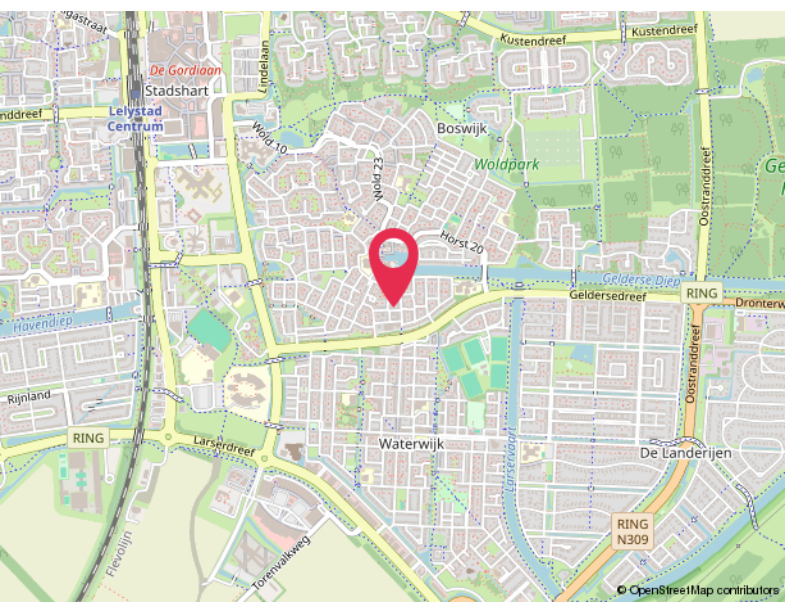 Kustendreef
Kustendreef
De Gordiaan
Lindelaan
Stadshart
Lelystad
Centrum
Boswijk
Wold 10
Woldpark
Wold 23
Oostranddreef
Horst 20
Gelderse Diep
Geldersedreef
RING
Havendiep
Oostranddreef
Rijnland
RING
Larserdreef
Waterwijk
De Landerijen
Larservaart
RING
N309
Flevolijn
Torenvalkweg
© OpenStreetMap contributors